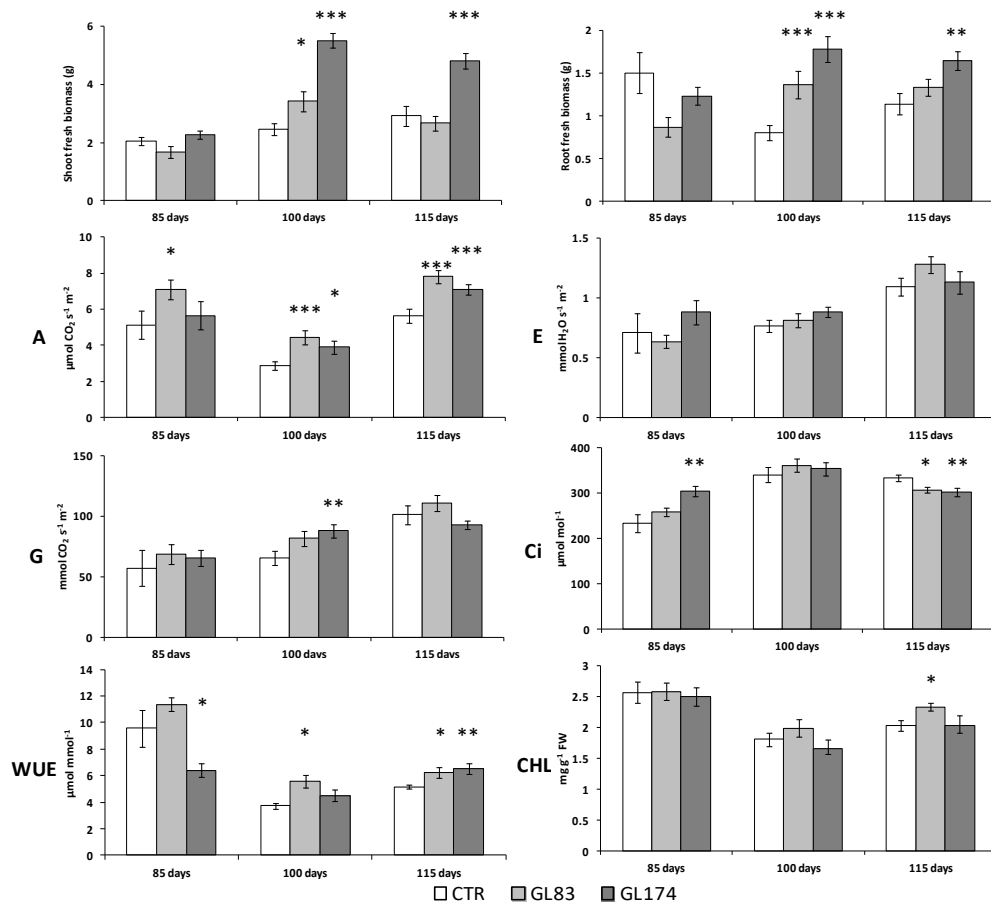 Shoot fresh biomass (g)
6
4
2
0
*
***
***
85 days
100 days
115 days
Root fresh biomass (g)
2
1.5
1
0.5
0
***
***
**
85 days
100 days
115 days
A
µmol CO₂ s⁻¹ m⁻²
10
8
6
4
2
0
*
***
*
***
***
85 days
100 days
115 days
E
mmol H₂O s⁻¹ m⁻²
1.5
1
0.5
0
85 days
100 days
115 days
G
mmol CO₂ s⁻¹ m⁻²
150
100
50
0
**
85 days
100 days
115 days
Ci
µmol mol⁻¹
400
300
200
100
0
**
*
**
85 days
100 days
115 days
WUE
µmol mmol⁻¹
14
12
10
8
6
4
2
0
*
*
*
**
85 days
100 days
115 days
CHL
mg g⁻¹ FW
3
2.5
2
1.5
1
0.5
0
*
85 days
100 days
115 days
CTR GL83 GL174